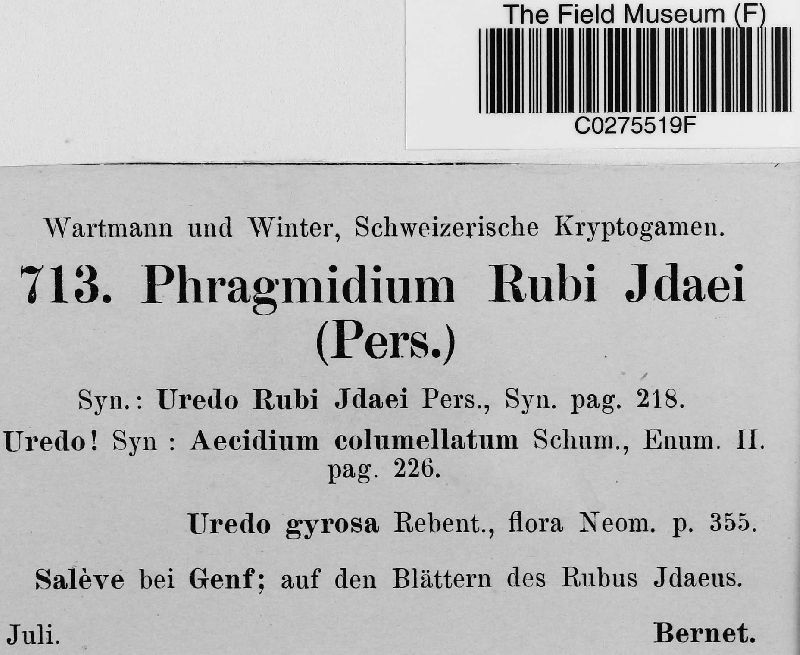 The Field Museum (F)
C0275519F
Wartmann und Winter, Schweizerische Kryptogamen.
713. Phragmidium Rubi Jdaei
(Pers.)
Syn.: Uredo Rubi Jdaei Pers., Syn. pag. 218.
Uredo! Syn : Aecidium columellatum Schum., Enum. II.
pag. 226.
Uredo gyrosa Rebent., flora Neom. p. 355.
Salève bei Genf; auf den Blättern des Rubus Jdaeus.
Juli. Bernet.